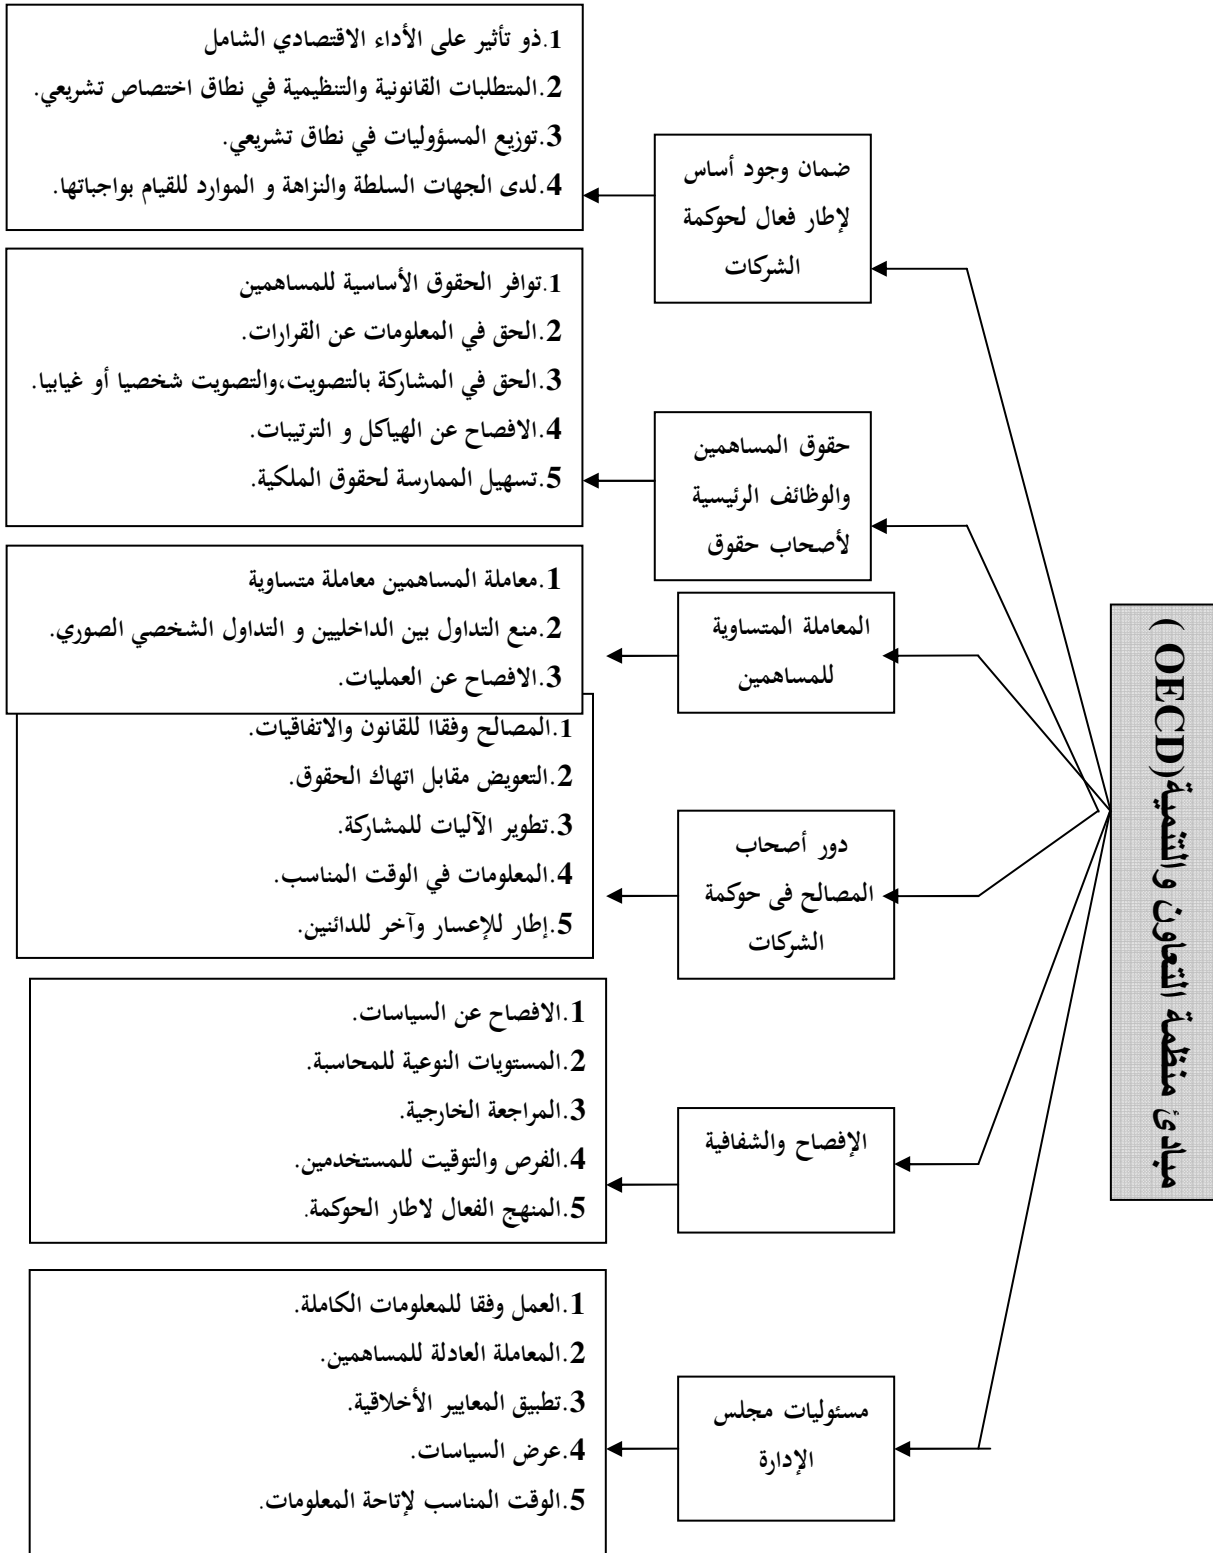 مبادئ منظمة التعاون والتنمية(OECD )
ضمان وجود أساس
لإطار فعال لحوكمة
الشركات
1.ذو تأثير على الأداء الاقتصادي الشامل
2.المتطلبات القانونية والتنظيمية في نطاق اختصاص تشريعي.
3.توزيع المسؤوليات في نطاق تشريعي.
4.لدى الجهات السلطة والنزاهة و الموارد للقيام بواجباتها.
حقوق المساهمين
والوظائف الرئيسية
لأصحاب حقوق
1.توافر الحقوق الأساسية للمساهمين
2.الحق في المعلومات عن القرارات.
3.الحق في المشاركة بالتصويت،والتصويت شخصيا أو غيابيا.
4.الافصاح عن الهياكل و الترتيبات.
5.تسهيل الممارسة لحقوق الملكية.
المعاملة المتساوية
للمساهمين
1.معاملة المساهمين معاملة متساوية
2.منع التداول بين الداخليين و التداول الشخصي الصوري.
3.الافصاح عن العمليات.
دور أصحاب
المصالح فى حوكمة
الشركات
1.المصالح وفقاا للقانون والاتفاقيات.
2.التعويض مقابل اتهاك الحقوق.
3.تطوير الآليات للمشاركة.
4.المعلومات في الوقت المناسب.
5.إطار للإعسار وآخر للدائنين.
الإفصاح والشفافية
1.الافصاح عن السياسات.
2.المستويات النوعية للمحاسبة.
3.المراجعة الخارجية.
4.الفرص والتوقيت للمستخدمين.
5.المنهج الفعال لاطار الحوكمة.
مسئوليات مجلس
الإدارة
1.العمل وفقا للمعلومات الكاملة.
2.المعاملة العادلة للمساهمين.
3.تطبيق المعايير الأخلاقية.
4.عرض السياسات.
5.الوقت المناسب لإتاحة المعلومات.